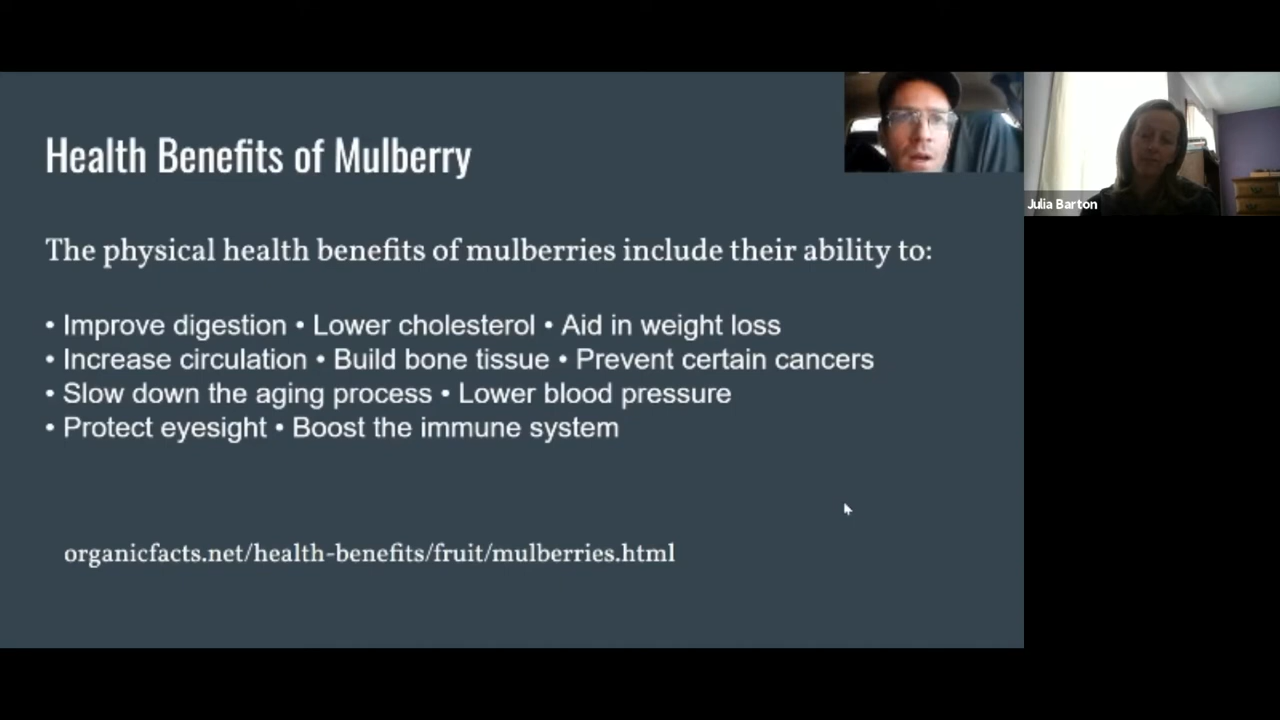 Health Benefits of Mulberry
Julia Barton
The physical health benefits of mulberries include their ability to:
• Improve digestion • Lower cholesterol • Aid in weight loss
• Increase circulation • Build bone tissue • Prevent certain cancers
• Slow down the aging process • Lower blood pressure
• Protect eyesight • Boost the immune system
organicfacts.net/health-benefits/fruit/mulberries.html